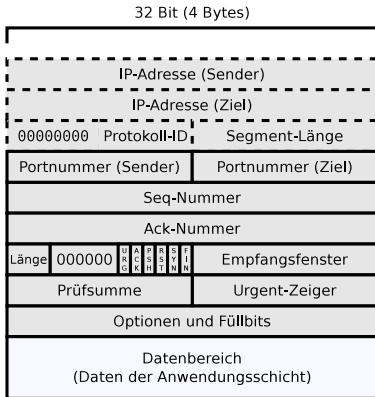 32 Bit (4 Bytes)
IP-Adresse (Sender)
IP-Adresse (Ziel)
00000000 Protokoll-ID Segment-Länge
Portnummer (Sender) Portnummer (Ziel)
Seq-Nummer
Ack-Nummer
Länge 000000 URG ACK PSH RST SYN FIN Empfangsfenster
Prüfsumme Urgent-Zeiger
Optionen und Füllbits
Datenbereich
(Daten der Anwendungsschicht)